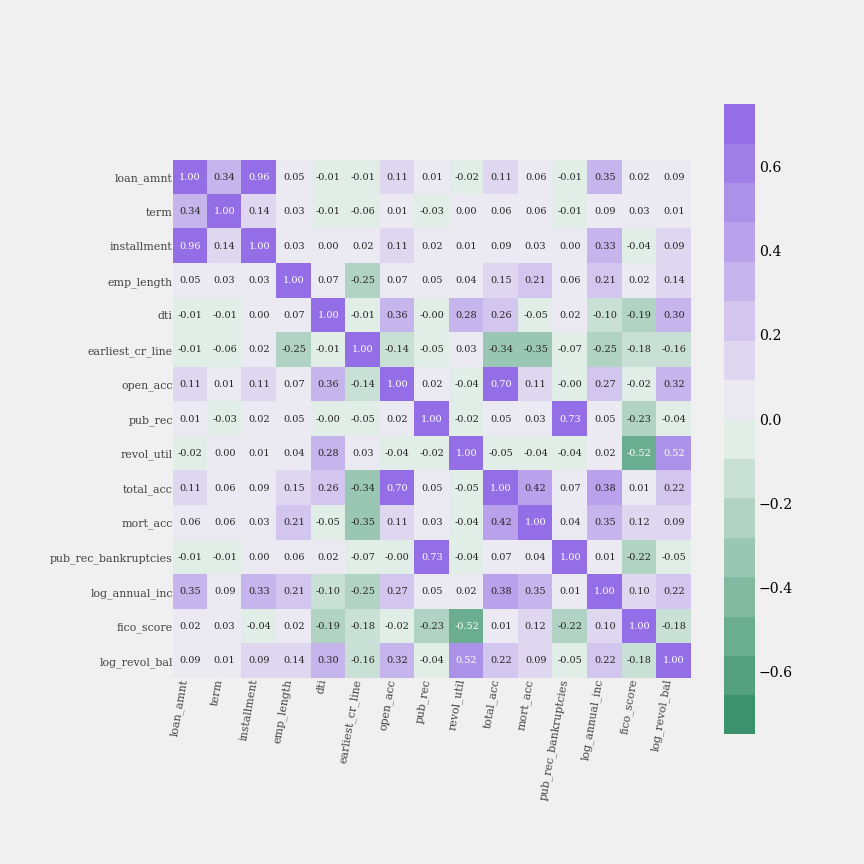 loan_amnt 1.00 0.34 0.96 0.05 -0.01 -0.01 0.11 0.01 -0.02 0.11 0.06 -0.01 0.35 0.02 0.09
term 0.34 1.00 0.14 0.03 -0.01 -0.06 0.01 -0.03 0.00 0.06 0.06 -0.01 0.09 0.03 0.01
installment 0.96 0.14 1.00 0.03 0.00 0.02 0.11 0.02 0.01 0.09 0.03 0.00 0.33 -0.04 0.09
emp_length 0.05 0.03 0.03 1.00 0.07 -0.25 0.07 0.05 0.04 0.15 0.21 0.06 0.21 0.02 0.14
dti -0.01 -0.01 0.00 0.07 1.00 -0.01 0.36 -0.00 0.28 0.26 -0.05 0.02 -0.10 -0.19 0.30
earliest_cr_line -0.01 -0.06 0.02 -0.25 -0.01 1.00 -0.14 -0.05 0.03 -0.34 -0.35 -0.07 -0.25 -0.18 -0.16
open_acc 0.11 0.01 0.11 0.07 0.36 -0.14 1.00 0.02 -0.04 0.70 0.11 -0.00 0.27 -0.02 0.32
pub_rec 0.01 -0.03 0.02 0.05 -0.00 -0.05 0.02 1.00 -0.02 0.05 0.03 0.73 0.05 -0.23 -0.04
revol_util -0.02 0.00 0.01 0.04 0.28 0.03 -0.04 -0.02 1.00 -0.05 -0.04 -0.04 0.02 -0.52 0.52
total_acc 0.11 0.06 0.09 0.15 0.26 -0.34 0.70 0.05 -0.05 1.00 0.42 0.07 0.38 0.01 0.22
mort_acc 0.06 0.06 0.03 0.21 -0.05 -0.35 0.11 0.03 -0.04 0.42 1.00 0.04 0.35 0.12 0.09
pub_rec_bankruptcies -0.01 -0.01 0.00 0.06 0.02 -0.07 -0.00 0.73 -0.04 0.07 0.04 1.00 0.01 -0.22 -0.05
log_annual_inc 0.35 0.09 0.33 0.21 -0.10 -0.25 0.27 0.05 0.02 0.38 0.35 0.01 1.00 0.10 0.22
fico_score 0.02 0.03 -0.04 0.02 -0.19 -0.18 -0.02 -0.23 -0.52 0.01 0.12 -0.22 0.10 1.00 -0.18
log_revol_bal 0.09 0.01 0.09 0.14 0.30 -0.16 0.32 -0.04 0.52 0.22 0.09 -0.05 0.22 -0.18 1.00
loan_amnt
term
installment
emp_length
dti
earliest_cr_line
open_acc
pub_rec
revol_util
total_acc
mort_acc
pub_rec_bankruptcies
log_annual_inc
fico_score
log_revol_bal
0.6
0.4
0.2
0.0
−0.2
−0.4
−0.6